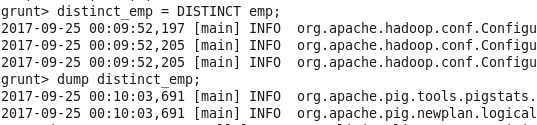 grunt> distinct_emp = DISTINCT emp;
2017-09-25 00:09:52,197 [main] INFO  org.apache.hadoop.conf.Configu
2017-09-25 00:09:52,205 [main] INFO  org.apache.hadoop.conf.Configu
2017-09-25 00:09:52,205 [main] INFO  org.apache.hadoop.conf.Configu
grunt> dump distinct_emp;
2017-09-25 00:10:03,691 [main] INFO  org.apache.pig.tools.pigstats.
2017-09-25 00:10:03,691 [main] INFO  org.apache.pig.newplan.logical